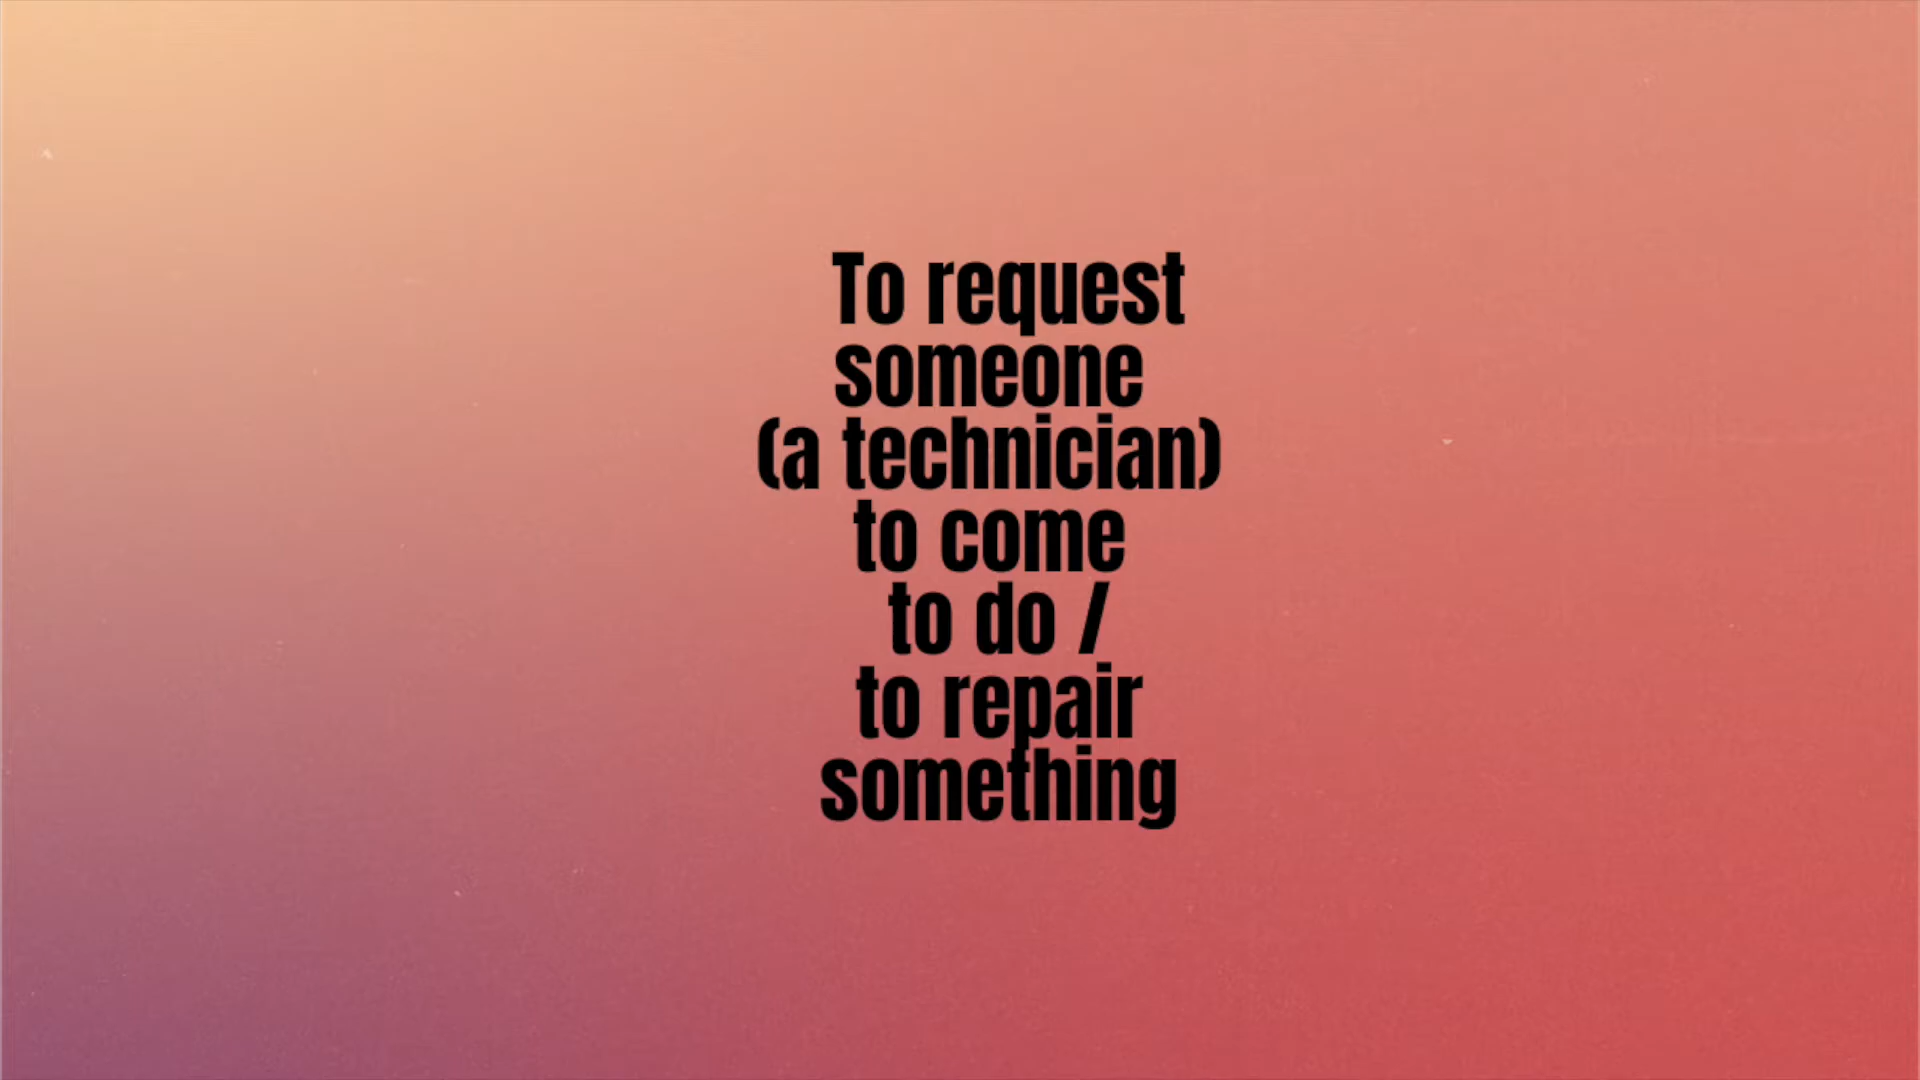 To request
someone
(a technician)
to come
to do /
to repair
something